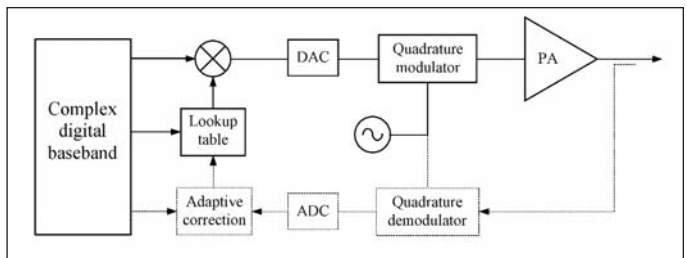 Complex
digital
baseband
DAC
Quadrature
modulator
PA
Lookup
table
Adaptive
correction
ADC
Quadrature
demodulator